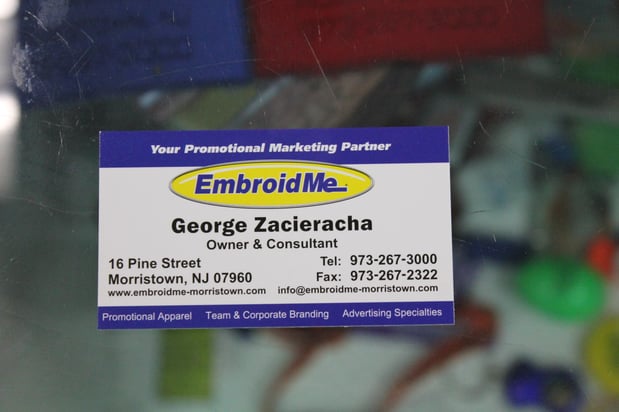 Your Promotional Marketing Partner
EmbroidMe
George Zacieracha
Owner & Consultant
16 Pine Street Tel: 973-267-3000
Morristown, NJ 07960 Fax: 973-267-2322
www.embroidme-morristown.com info@embroidme-morristown.com
Promotional Apparel Team & Corporate Branding Advertising Specialties